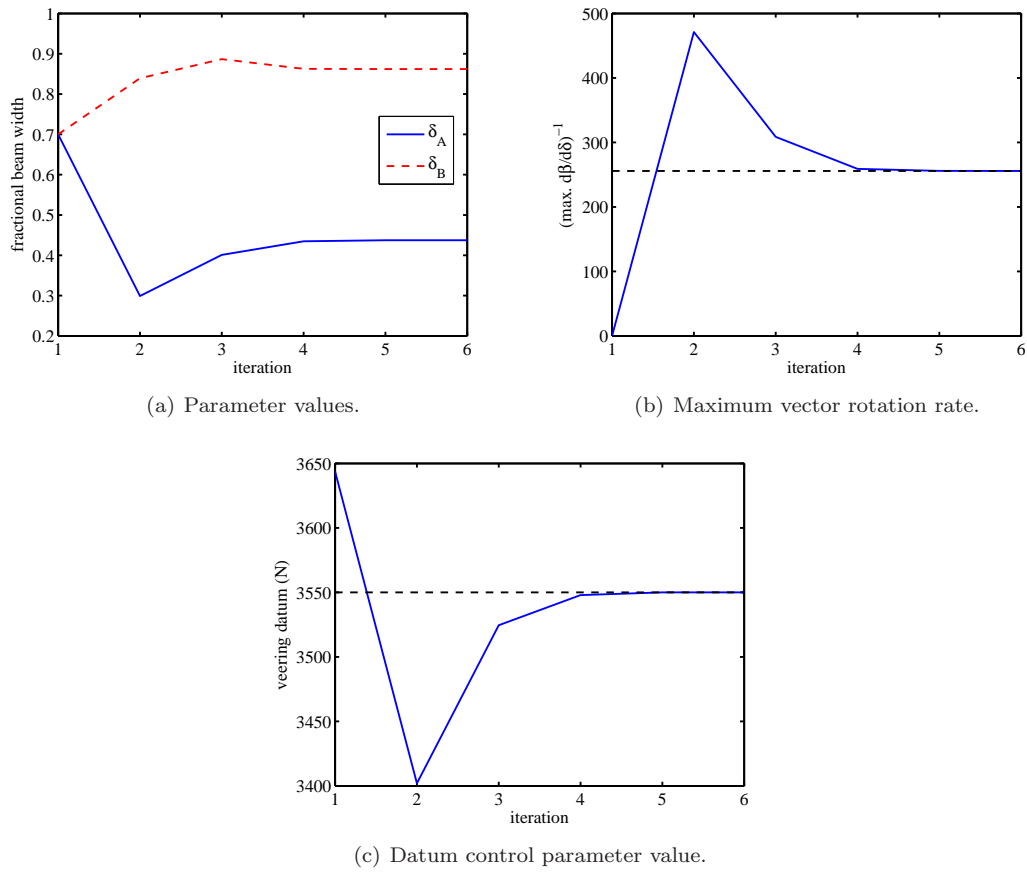 1
0.9
0.8
0.7
0.6
0.5
0.4
0.3
0.2
1 2 3 4 5 6
fractional beam width
iteration
δ_A
δ_B
(a) Parameter values.
500
400
300
200
100
0
1 2 3 4 5 6
(max. dβ/dδ)⁻¹
iteration
(b) Maximum vector rotation rate.
3650
3600
3550
3500
3450
3400
1 2 3 4 5 6
veering datum (N)
iteration
(c) Datum control parameter value.